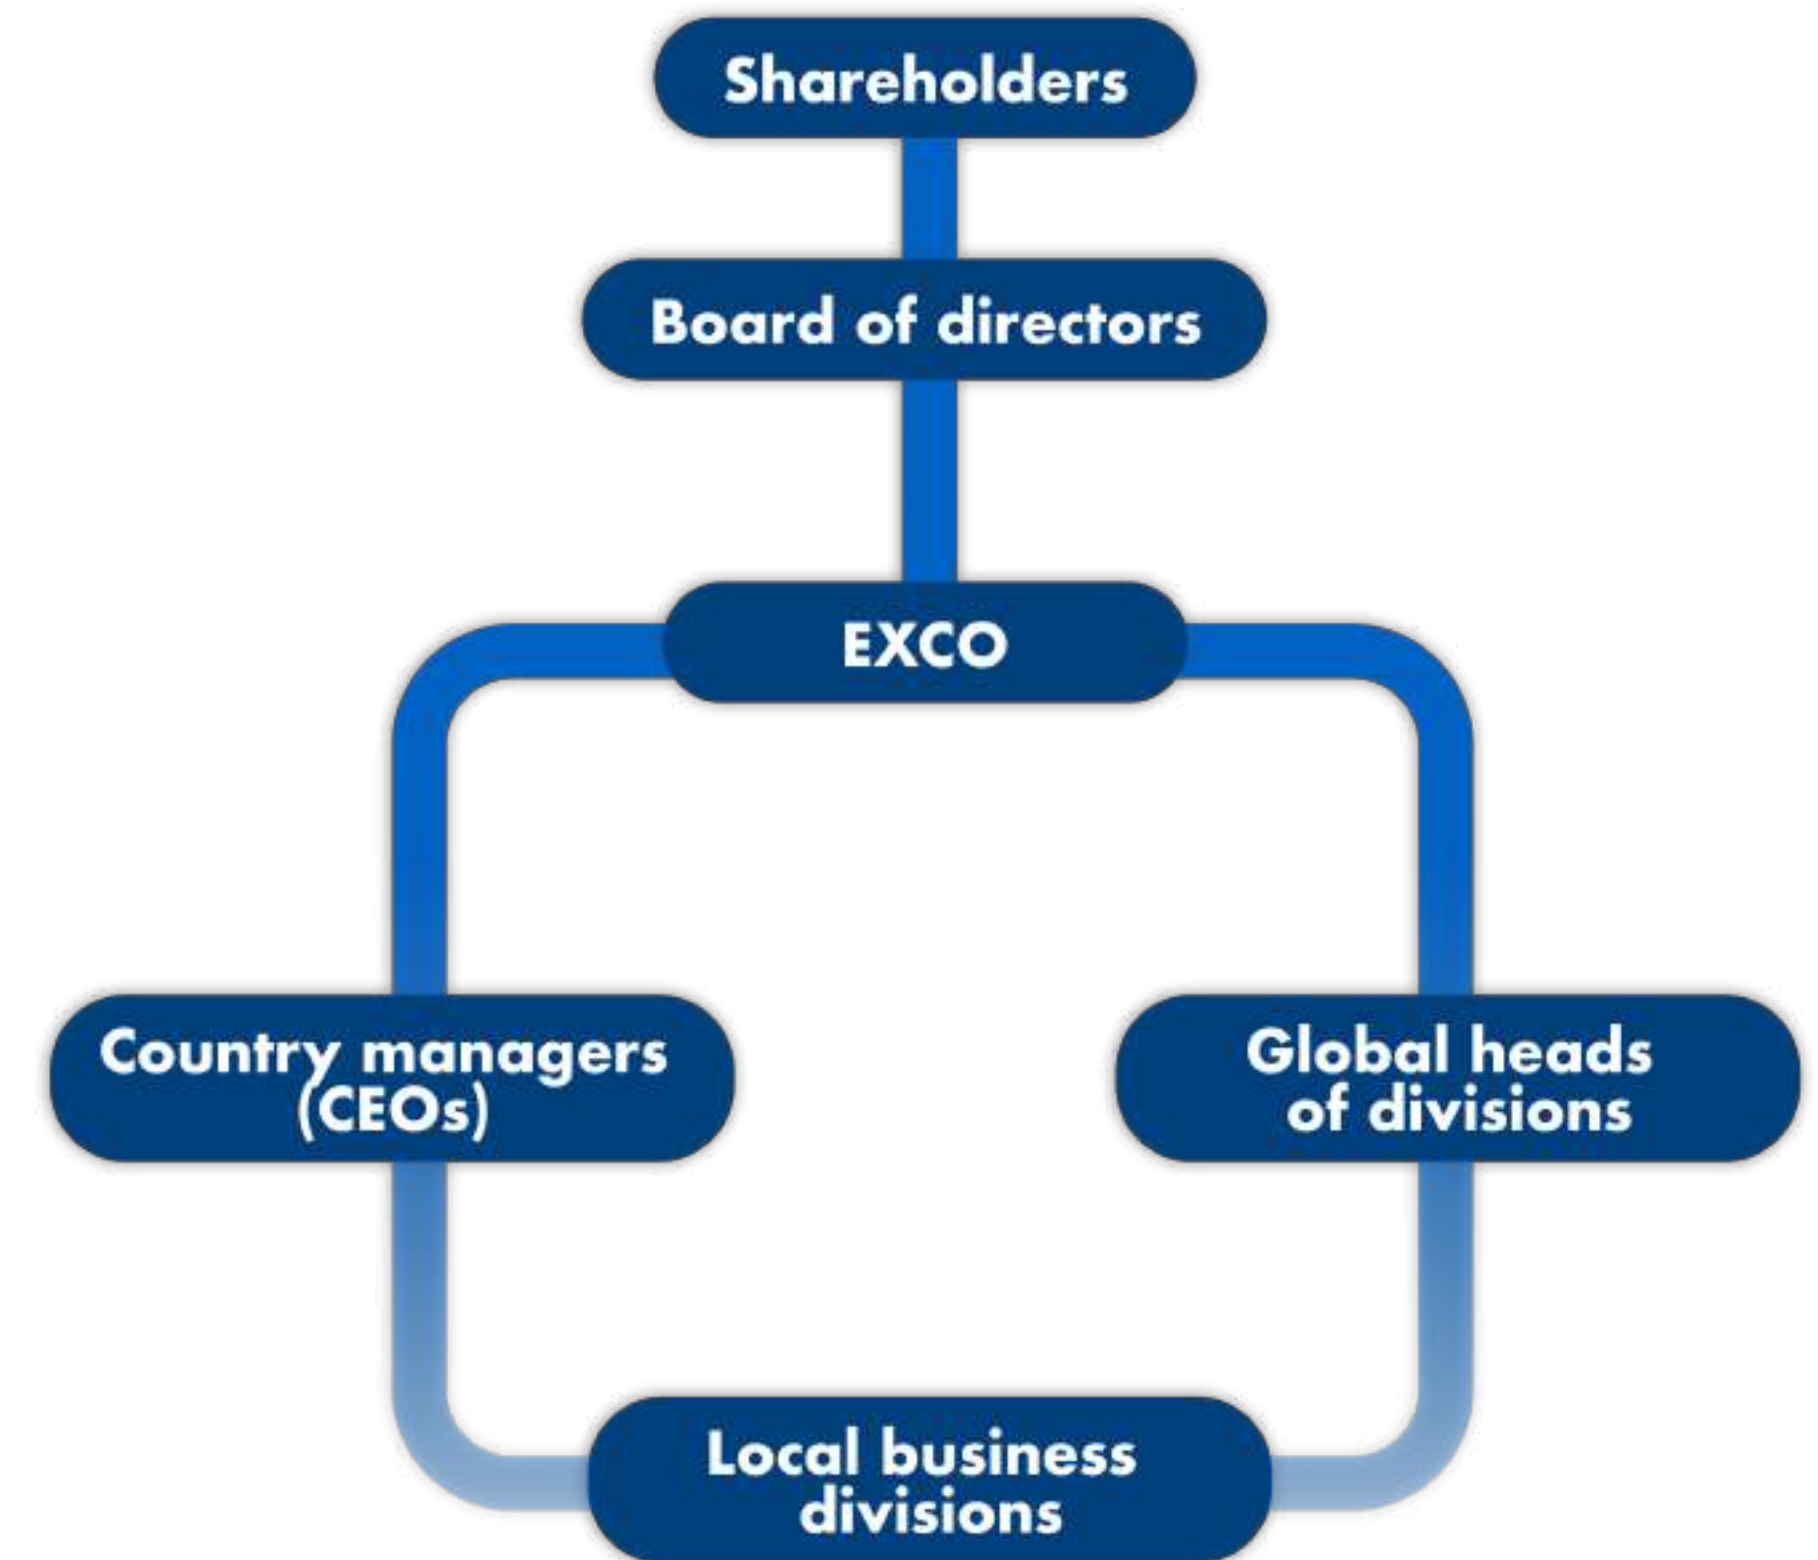 Shareholders
Board of directors
EXCO
Country managers
(CEOs)
Global heads
of divisions
Local business
divisions